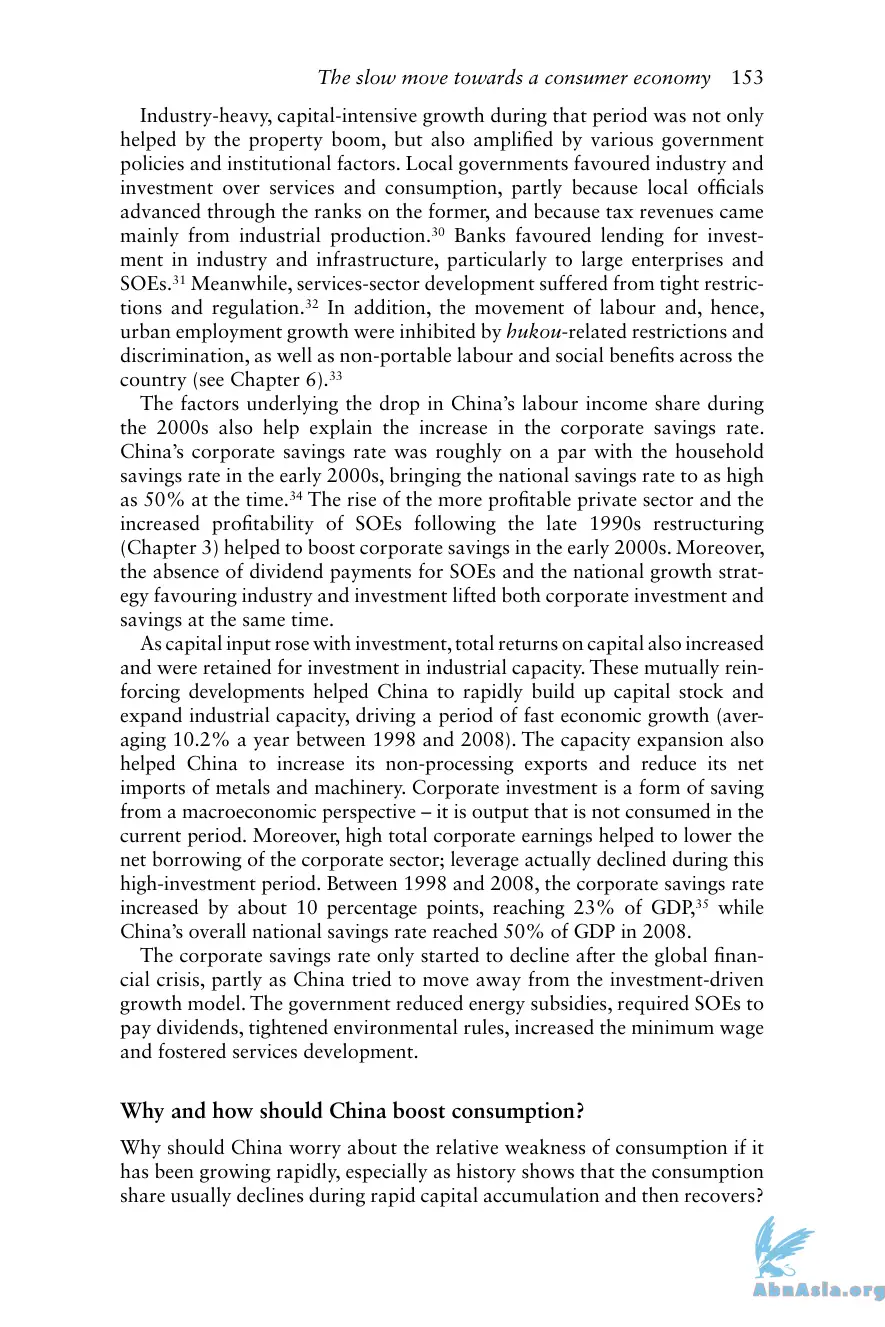 The slow move towards a consumer economy 153
Industry-heavy, capital-intensive growth during that period was not only
helped by the property boom, but also amplified by various government
policies and institutional factors. Local governments favoured industry and
investment over services and consumption, partly because local officials
advanced through the ranks on the former, and because tax revenues came
mainly from industrial production.30 Banks favoured lending for invest-
ment in industry and infrastructure, particularly to large enterprises and
SOEs.31 Meanwhile, services-sector development suffered from tight restric-
tions and regulation.32 In addition, the movement of labour and, hence,
urban employment growth were inhibited by hukou-related restrictions and
discrimination, as well as non-portable labour and social benefits across the
country (see Chapter 6).33
The factors underlying the drop in China's labour income share during
the 2000s also help explain the increase in the corporate savings rate.
China's corporate savings rate was roughly on a par with the household
savings rate in the early 2000s, bringing the national savings rate to as high
as 50% at the time.34 The rise of the more profitable private sector and the
increased profitability of SOEs following the late 1990s restructuring
(Chapter 3) helped to boost corporate savings in the early 2000s. Moreover,
the absence of dividend payments for SOEs and the national growth strat-
egy favouring industry and investment lifted both corporate investment and
savings at the same time.
As capital input rose with investment, total returns on capital also increased
and were retained for investment in industrial capacity. These mutually rein-
forcing developments helped China to rapidly build up capital stock and
expand industrial capacity, driving a period of fast economic growth (aver-
aging 10.2% a year between 1998 and 2008). The capacity expansion also
helped China to increase its non-processing exports and reduce its net
imports of metals and machinery. Corporate investment is a form of saving
from a macroeconomic perspective – it is output that is not consumed in the
current period. Moreover, high total corporate earnings helped to lower the
net borrowing of the corporate sector; leverage actually declined during this
high-investment period. Between 1998 and 2008, the corporate savings rate
increased by about 10 percentage points, reaching 23% of GDP,35 while
China's overall national savings rate reached 50% of GDP in 2008.
The corporate savings rate only started to decline after the global finan-
cial crisis, partly as China tried to move away from the investment-driven
growth model. The government reduced energy subsidies, required SOEs to
pay dividends, tightened environmental rules, increased the minimum wage
and fostered services development.
Why and how should China boost consumption?
Why should China worry about the relative weakness of consumption if it
has been growing rapidly, especially as history shows that the consumption
share usually declines during rapid capital accumulation and then recovers?
AbnAsia.org